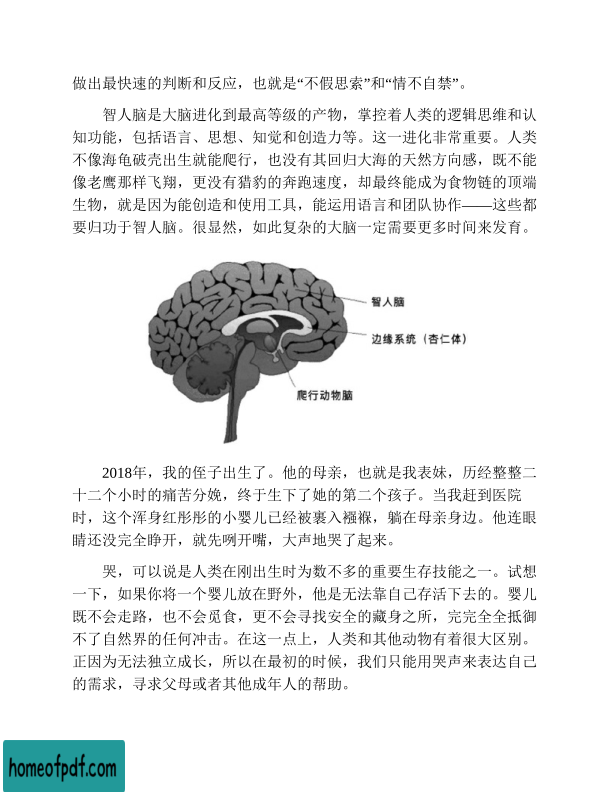 做出最快速的判断和反应，也就是“不假思索”和“情不自禁”。
智人脑是大脑进化到最高等级的产物，掌控着人类的逻辑思维和认
知功能，包括语言、思想、知觉和创造力等。这一进化非常重要。人类
不像海龟破壳出生就能爬行，也没有其回归大海的天然方向感，既不能
像老鹰那样飞翔，更没有猎豹的奔跑速度，却最终能成为食物链的顶端
生物，就是因为能创造和使用工具，能运用语言和团队协作——这些都
要归功于智人脑。很显然，如此复杂的大脑一定需要更多时间来发育。
智人脑
边缘系统（杏仁体）
爬行动物脑
2018年，我的侄子出生了。他的母亲，也就是我表妹，历经整整二
十二个小时的痛苦分娩，终于生下了她的第二个孩子。当我赶到医院
时，这个浑身红彤彤的小婴儿已经被裹入襁褓，躺在母亲身边。他连眼
睛还没完全睁开，就先咧开嘴，大声地哭了起来。
哭，可以说是人类在刚出生时为数不多的重要生存技能之一。试想
一下，如果你将一个婴儿放在野外，他是无法靠自己存活下去的。婴儿
既不会走路，也不会觅食，更不会寻找安全的藏身之所，完完全全抵御
不了自然界的任何冲击。在这一点上，人类和其他动物有着很大区别。
正因为无法独立成长，所以在最初的时候，我们只能用哭声来表达自己
的需求，寻求父母或者其他成年人的帮助。
homeofpdf.com